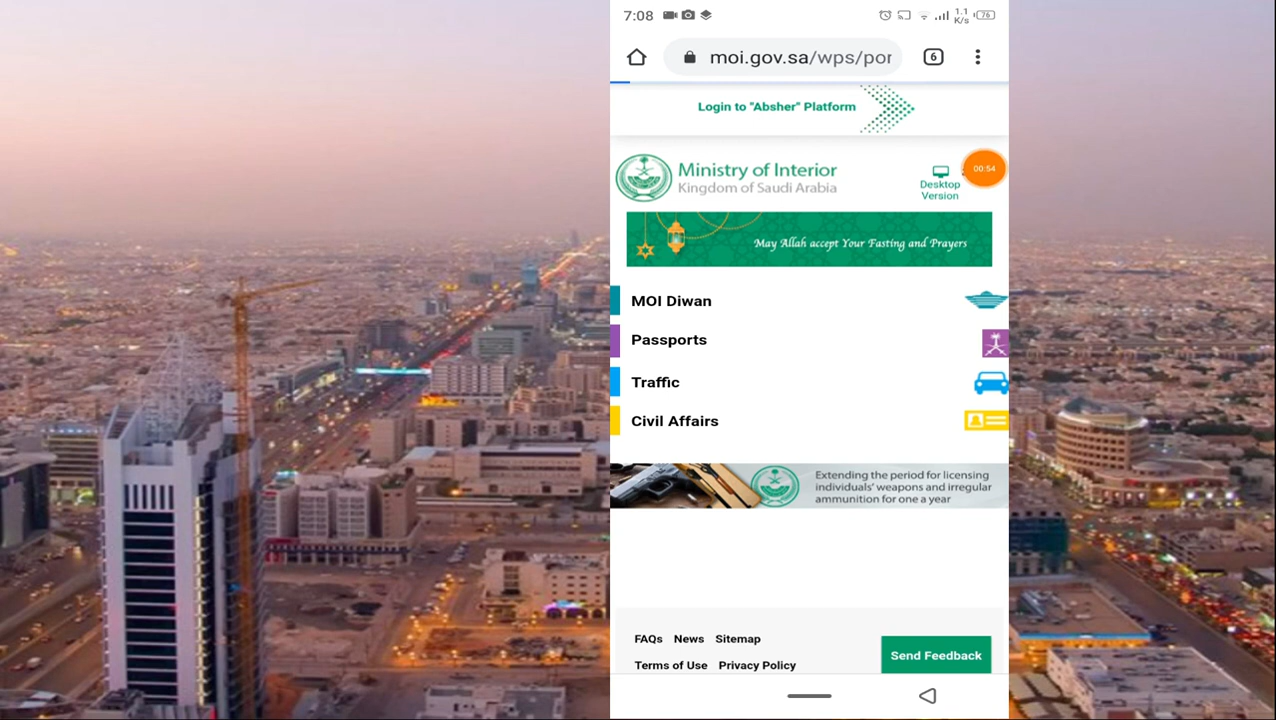 7:08
1.1
K/s
76
moi.gov.sa/wps/por
6
Login to "Absher" Platform
Ministry of Interior
Kingdom of Saudi Arabia
Desktop
Version
00:54
May Allah accept Your Fasting and Prayers
MOI Diwan
Passports
Traffic
Civil Affairs
Extending the period for licensing
individuals' weapons and irregular
ammunition for one a year
FAQs News Sitemap
Send Feedback
Terms of Use Privacy Policy